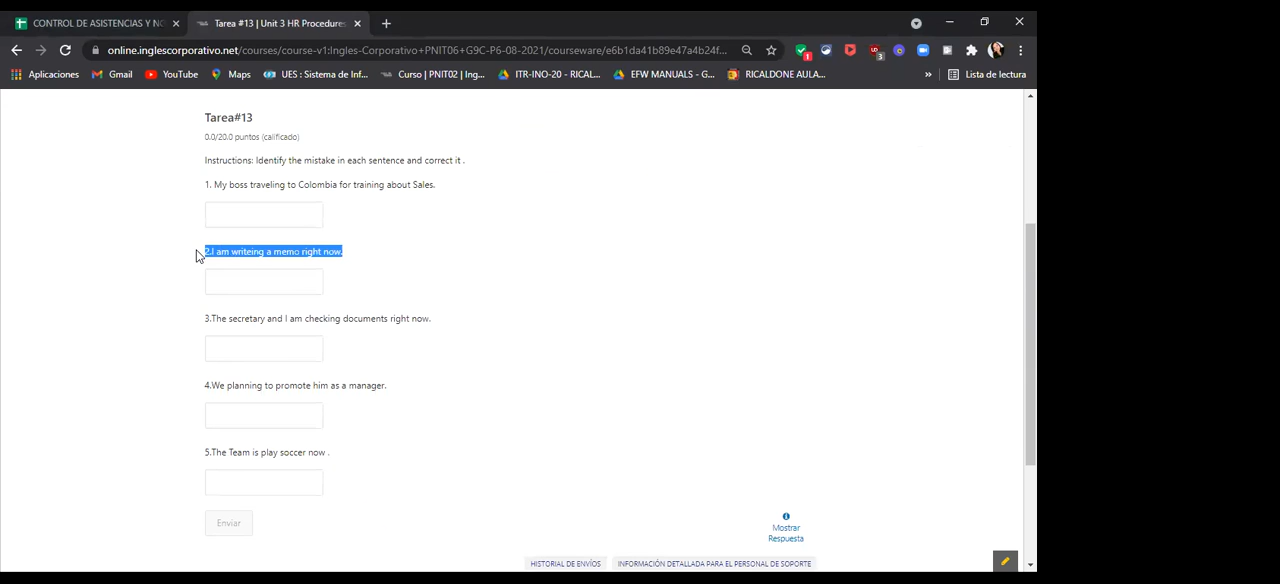 CONTROL DE ASISTENCIAS Y NO
Tarea #13 | Unit 3 HR Procedures
online.inglescorporativo.net/courses/course-v1:Ingles-Corporativo+PNIT06+G9C-P6-08-2021/courseware/e6b1da41b89e47a4b24f...
1
3
Aplicaciones
Gmail
YouTube
Maps
UES : Sistema de Inf...
Curso | PNIT02 | Ing...
ITR-INO-20 - RICAL...
EFW MANUALS - G...
RICALDONE AULA...
»
Lista de lectura
Tarea#13
0.0/20.0 puntos (calificado)
Instructions: Identify the mistake in each sentence and correct it .
1. My boss traveling to Colombia for training about Sales.
2.I am writeing a memo right now.
3.The secretary and I am checking documents right now.
4.We planning to promote him as a manager.
5.The Team is play soccer now .
Enviar
Mostrar
Respuesta
HISTORIAL DE ENVÍOS
INFORMACIÓN DETALLADA PARA EL PERSONAL DE SOPORTE